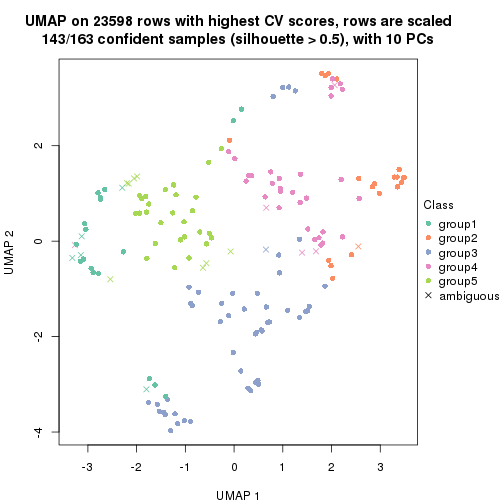 UMAP on 23598 rows with highest CV scores, rows are scaled
143/163 confident samples (silhouette > 0.5), with 10 PCs
2
0
-2
-4
UMAP 2
-3
-2
-1
0
1
2
3
UMAP 1
Class
group1
group2
group3
group4
group5
ambiguous